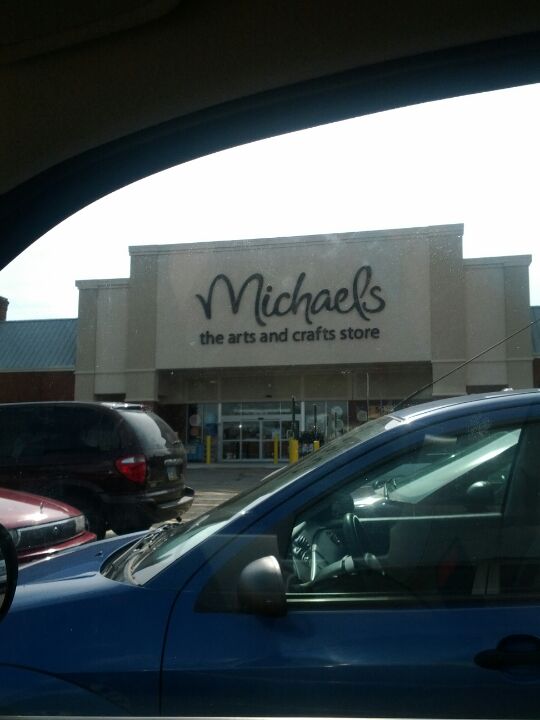 Michaels
the arts and crafts store